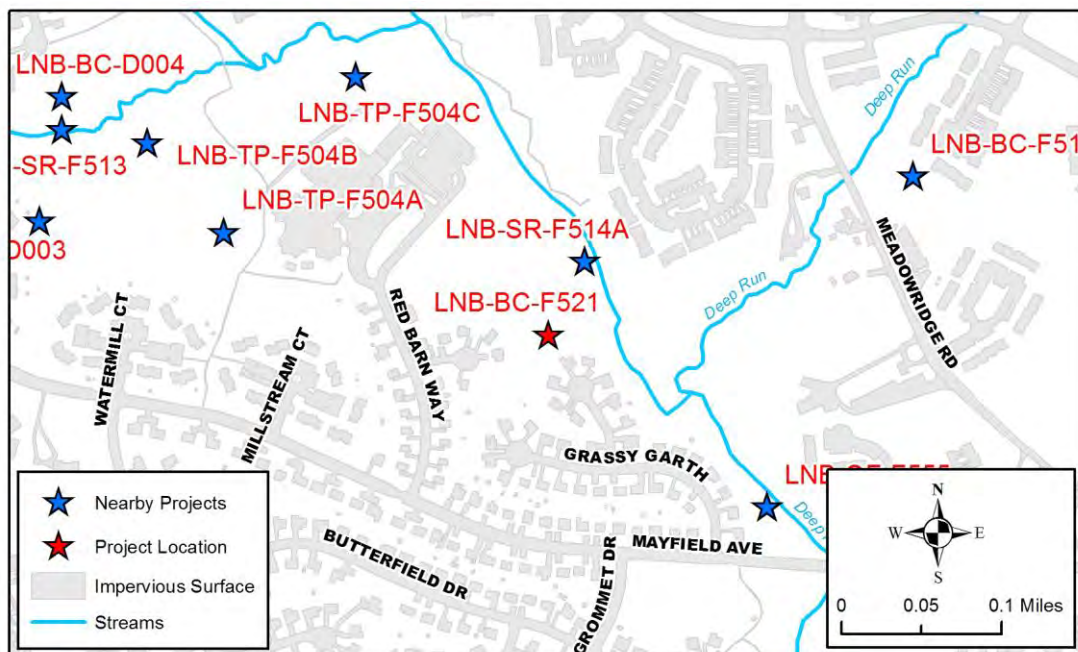 LNB-BC-D004
LNB-TP-F504C
Deep Run
-SR-F513
LNB-TP-F504B
LNB-BC-F51
LNB-TP-F504A
D003
LNB-SR-F514A
Deep Run
MEADOWRIDGE RD
LNB-BC-F521
RED BARN WAY
WATERMILL CT
MILLSTREAM CT
GRASSY GARTH
Deep
MAYFIELD AVE
BUTTERFIELD DR
GROMMET DR
Nearby Projects
Project Location
Impervious Surface
Streams
N
W E
S
0 0.05 0.1 Miles